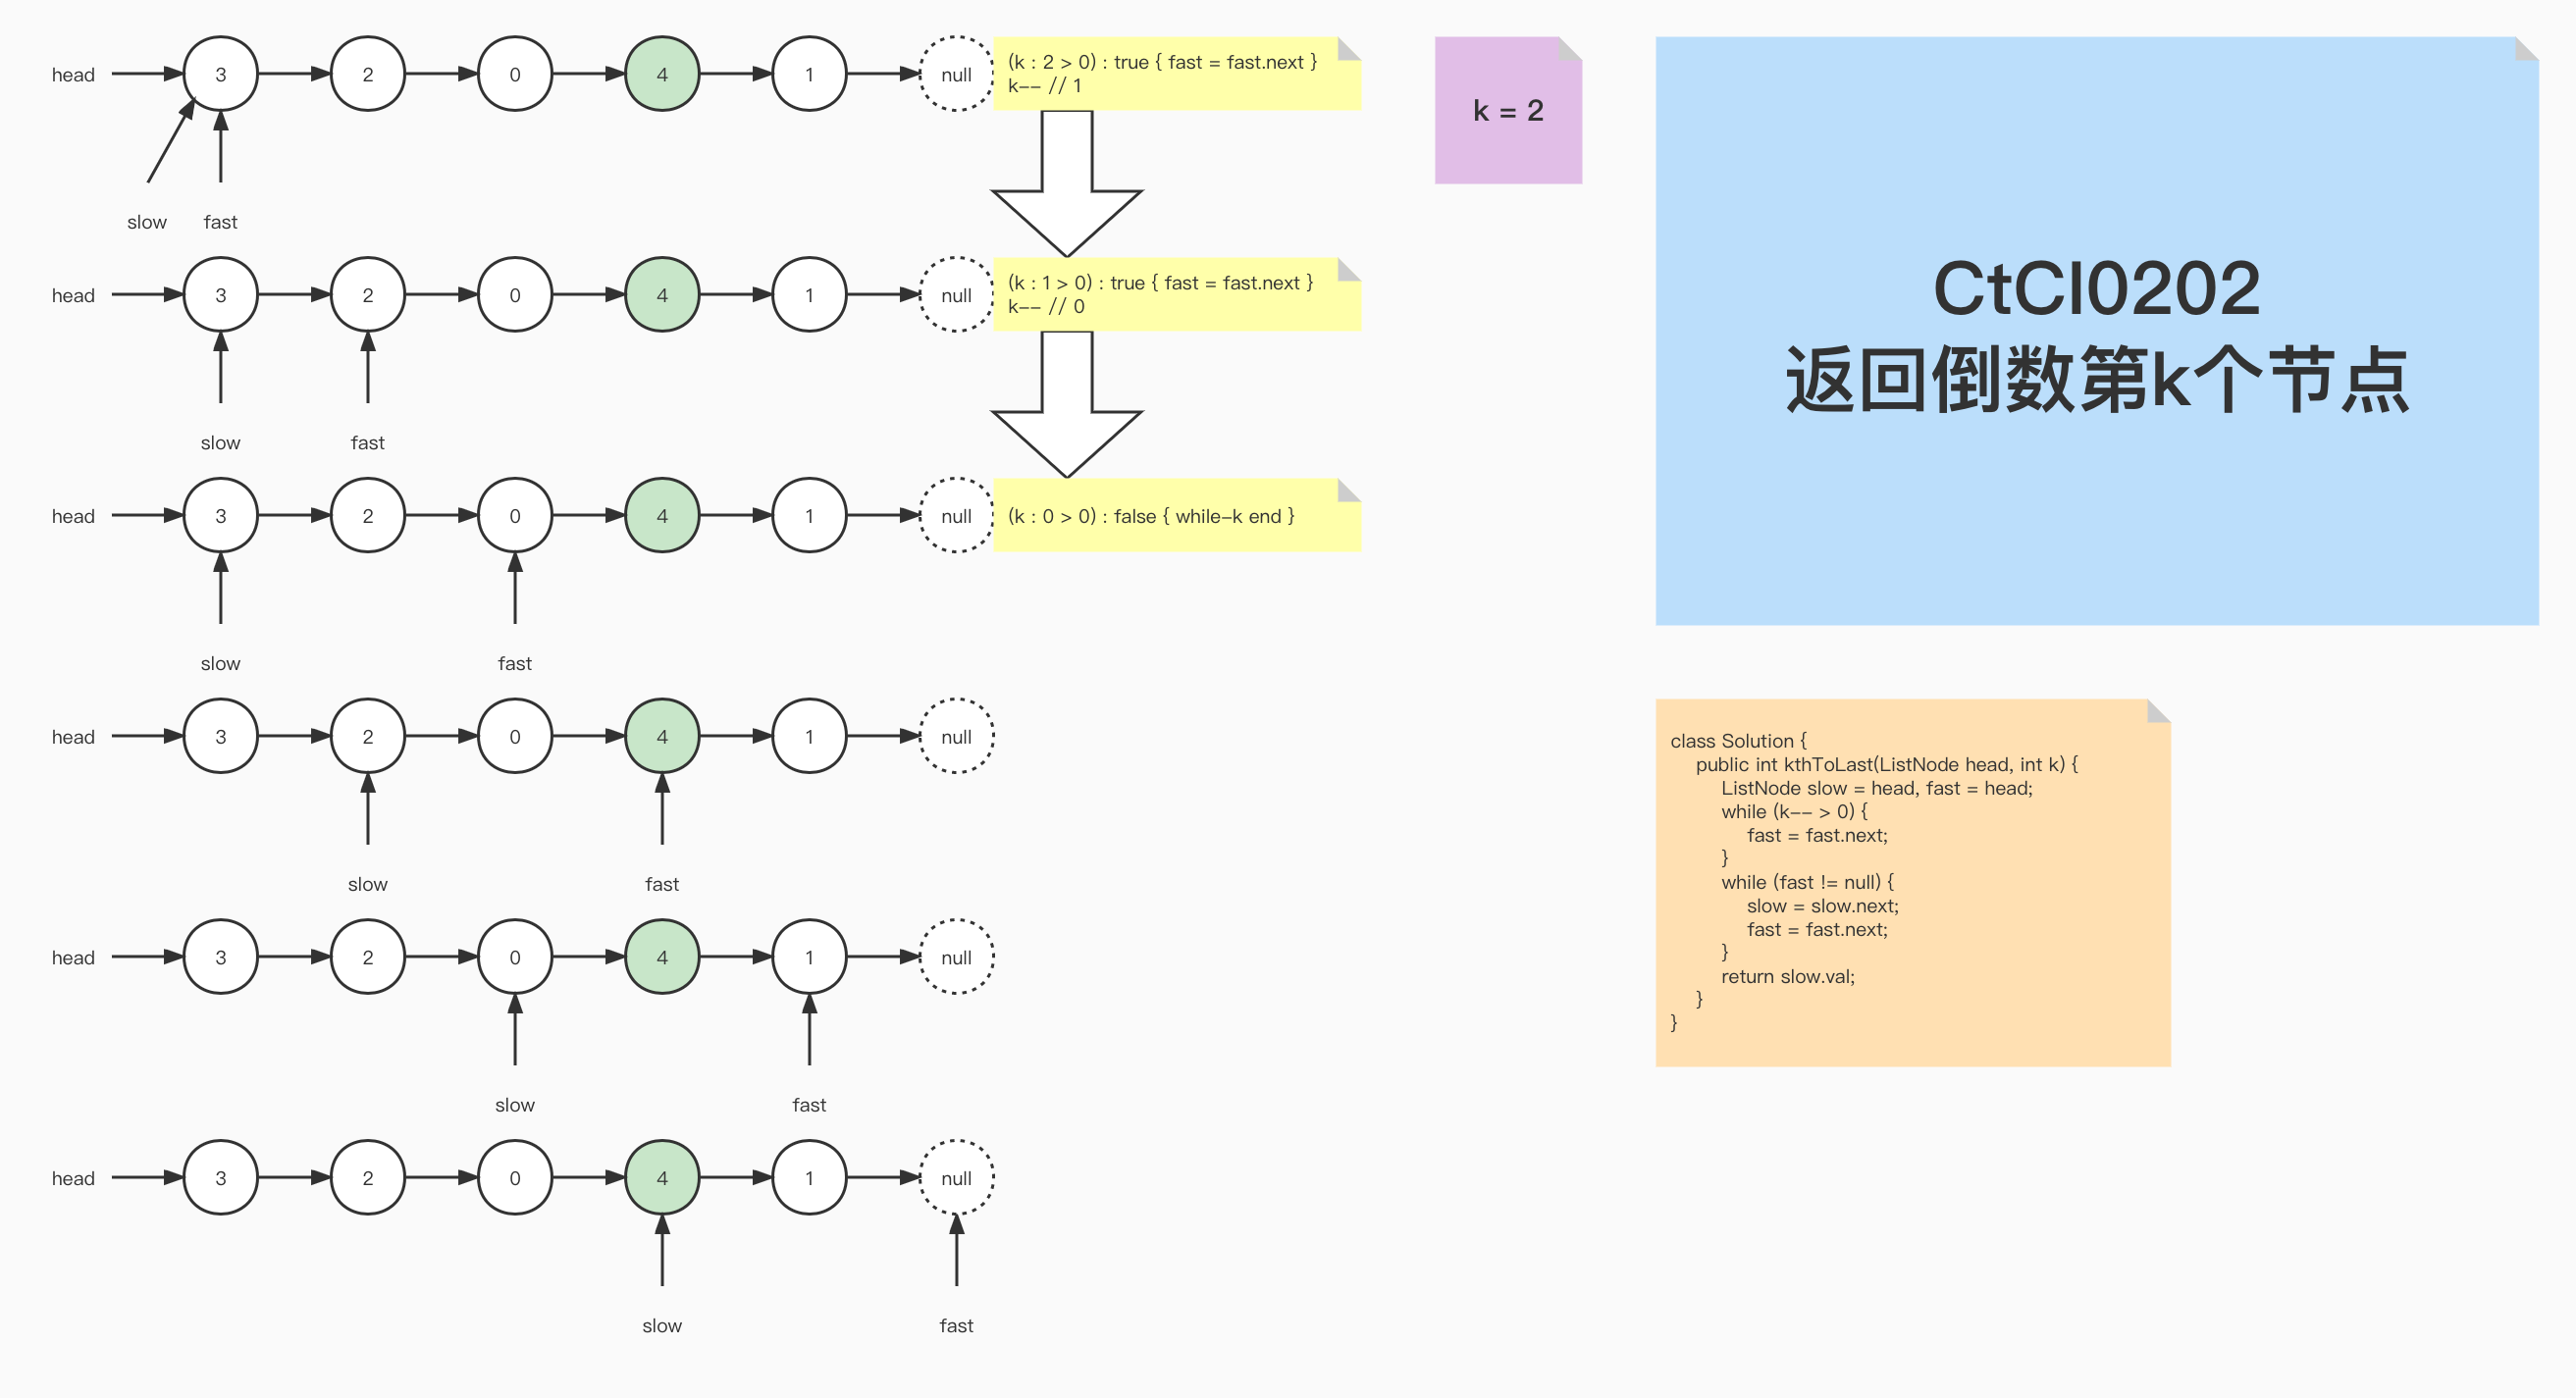 head 3 2 0 4 1 null
(k : 2 > 0) : true { fast = fast.next }
k-- // 1
slow fast
head 3 2 0 4 1 null
(k : 1 > 0) : true { fast = fast.next }
k-- // 0
slow fast
head 3 2 0 4 1 null
(k : 0 > 0) : false { while-k end }
slow fast
head 3 2 0 4 1 null
slow fast
head 3 2 0 4 1 null
slow fast
head 3 2 0 4 1 null
slow fast
k = 2
CtCI0202
返回倒数第k个节点
class Solution {
public int kthToLast(ListNode head, int k) {
ListNode slow = head, fast = head;
while (k-- > 0) {
fast = fast.next;
}
while (fast != null) {
slow = slow.next;
fast = fast.next;
}
return slow.val;
}
}